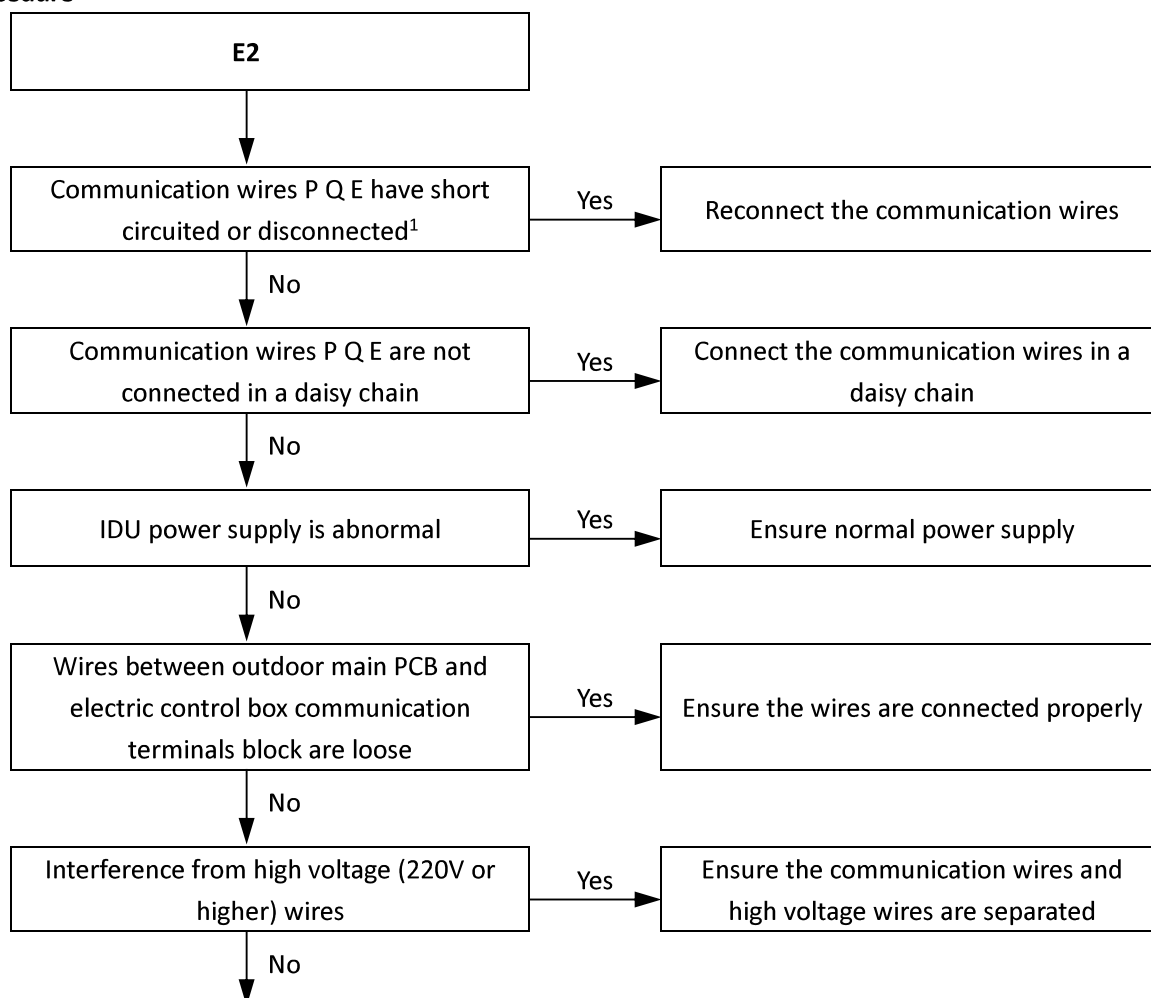 E2
Communication wires P Q E have short
circuited or disconnected¹
Yes
Reconnect the communication wires
No
Communication wires P Q E are not
connected in a daisy chain
Yes
Connect the communication wires in a
daisy chain
No
IDU power supply is abnormal
Yes
Ensure normal power supply
No
Wires between outdoor main PCB and
electric control box communication
terminals block are loose
Yes
Ensure the wires are connected properly
No
Interference from high voltage (220V or
higher) wires
Yes
Ensure the communication wires and
high voltage wires are separated
No